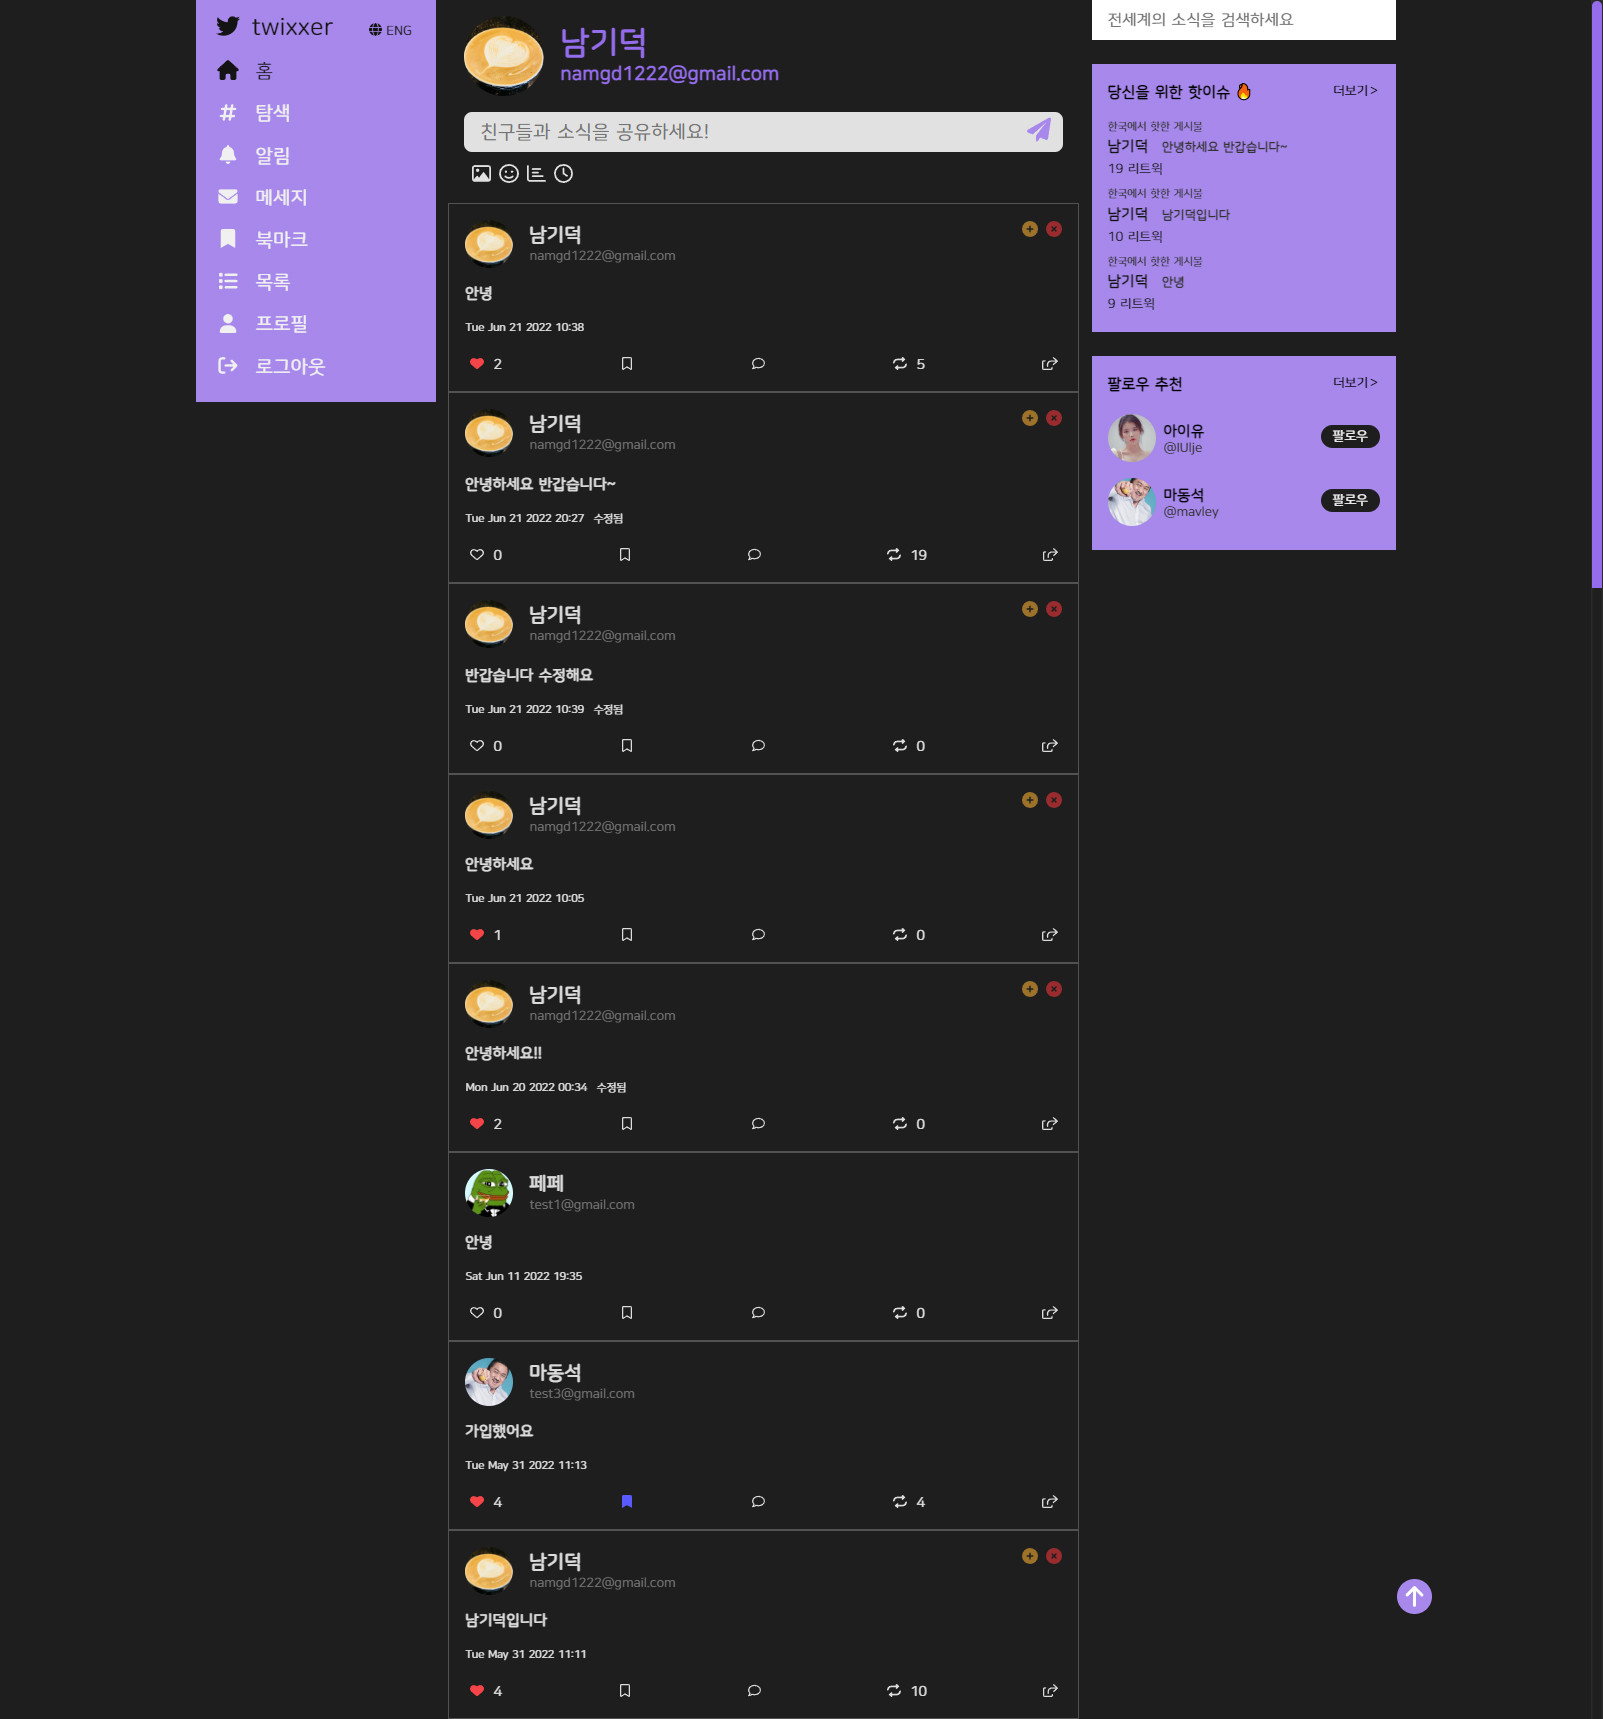 twixxer
ENG
홈
탐색
알림
메세지
북마크
목록
프로필
로그아웃
남기덕
namgd1222@gmail.com
친구들과 소식을 공유하세요!
남기덕
namgd1222@gmail.com
안녕
Tue Jun 21 2022 10:38
2
5
남기덕
namgd1222@gmail.com
안녕하세요 반갑습니다~
Tue Jun 21 2022 20:27 수정됨
0
19
남기덕
namgd1222@gmail.com
반갑습니다 수정해요
Tue Jun 21 2022 10:39 수정됨
0
0
남기덕
namgd1222@gmail.com
안녕하세요
Tue Jun 21 2022 10:05
1
0
남기덕
namgd1222@gmail.com
안녕하세요!!
Mon Jun 20 2022 00:34 수정됨
2
0
페페
test1@gmail.com
안녕
Sat Jun 11 2022 19:35
0
0
마동석
test3@gmail.com
가입했어요
Tue May 31 2022 11:13
4
4
남기덕
namgd1222@gmail.com
남기덕입니다
Tue May 31 2022 11:11
4
10
전세계의 소식을 검색하세요
당신을 위한 핫이슈 🔥 더보기 >
한국에서 핫한 게시물
남기덕 안녕하세요 반갑습니다~
19 리트윅
한국에서 핫한 게시물
남기덕 남기덕입니다
10 리트윅
한국에서 핫한 게시물
남기덕 안녕
9 리트윅
팔로우 추천 더보기 >
아이유
@IUIje
팔로우
마동석
@mavley
팔로우